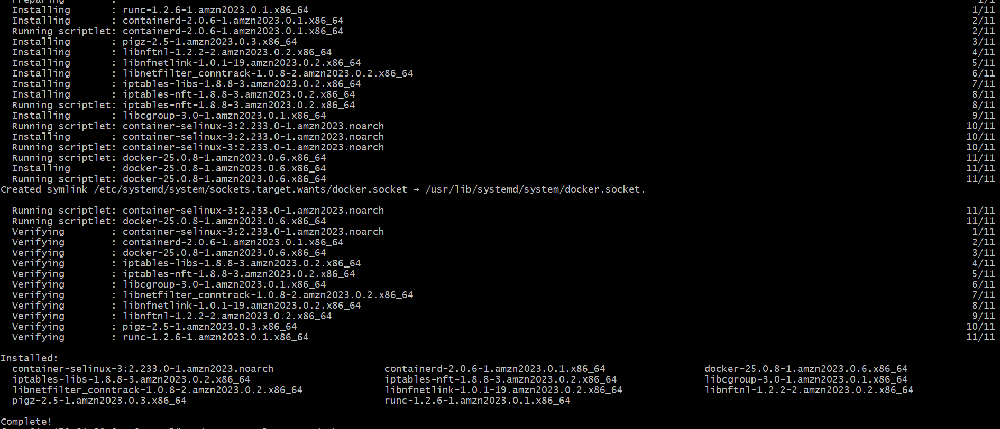 Preparing        :                                                        1/1
Installing       : runc-1.2.6-1.amzn2023.0.1.x86_64                       1/11
Installing       : containerd-2.0.6-1.amzn2023.0.1.x86_64                 2/11
Running scriptlet: containerd-2.0.6-1.amzn2023.0.1.x86_64                 2/11
Installing       : pigz-2.5-1.amzn2023.0.3.x86_64                         3/11
Installing       : libnftnl-1.2.2-2.amzn2023.0.2.x86_64                   4/11
Installing       : libnfnetlink-1.0.1-19.amzn2023.0.2.x86_64              5/11
Installing       : libnetfilter_conntrack-1.0.8-2.amzn2023.0.2.x86_64     6/11
Installing       : iptables-libs-1.8.8-3.amzn2023.0.2.x86_64              7/11
Installing       : iptables-nft-1.8.8-3.amzn2023.0.2.x86_64               8/11
Running scriptlet: iptables-nft-1.8.8-3.amzn2023.0.2.x86_64               8/11
Installing       : libcgroup-3.0-1.amzn2023.0.1.x86_64                    9/11
Running scriptlet: container-selinux-3:2.233.0-1.amzn2023.noarch          10/11
Installing       : container-selinux-3:2.233.0-1.amzn2023.noarch          10/11
Running scriptlet: container-selinux-3:2.233.0-1.amzn2023.noarch          10/11
Running scriptlet: docker-25.0.8-1.amzn2023.0.6.x86_64                    11/11
Installing       : docker-25.0.8-1.amzn2023.0.6.x86_64                    11/11
Running scriptlet: docker-25.0.8-1.amzn2023.0.6.x86_64                    11/11
Created symlink /etc/systemd/system/sockets.target.wants/docker.socket → /usr/lib/systemd/system/docker.socket.
Running scriptlet: container-selinux-3:2.233.0-1.amzn2023.noarch          11/11
Running scriptlet: docker-25.0.8-1.amzn2023.0.6.x86_64                    11/11
Verifying        : container-selinux-3:2.233.0-1.amzn2023.noarch          1/11
Verifying        : containerd-2.0.6-1.amzn2023.0.1.x86_64                 2/11
Verifying        : docker-25.0.8-1.amzn2023.0.6.x86_64                    3/11
Verifying        : iptables-libs-1.8.8-3.amzn2023.0.2.x86_64              4/11
Verifying        : iptables-nft-1.8.8-3.amzn2023.0.2.x86_64               5/11
Verifying        : libcgroup-3.0-1.amzn2023.0.1.x86_64                    6/11
Verifying        : libnetfilter_conntrack-1.0.8-2.amzn2023.0.2.x86_64     7/11
Verifying        : libnfnetlink-1.0.1-19.amzn2023.0.2.x86_64              8/11
Verifying        : libnftnl-1.2.2-2.amzn2023.0.2.x86_64                   9/11
Verifying        : pigz-2.5-1.amzn2023.0.3.x86_64                         10/11
Verifying        : runc-1.2.6-1.amzn2023.0.1.x86_64                       11/11
Installed:
container-selinux-3:2.233.0-1.amzn2023.noarch containerd-2.0.6-1.amzn2023.0.1.x86_64 docker-25.0.8-1.amzn2023.0.6.x86_64
iptables-libs-1.8.8-3.amzn2023.0.2.x86_64 iptables-nft-1.8.8-3.amzn2023.0.2.x86_64 libcgroup-3.0-1.amzn2023.0.1.x86_64
libnetfilter_conntrack-1.0.8-2.amzn2023.0.2.x86_64 libnfnetlink-1.0.1-19.amzn2023.0.2.x86_64 libnftnl-1.2.2-2.amzn2023.0.2.x86_64
pigz-2.5-1.amzn2023.0.3.x86_64 runc-1.2.6-1.amzn2023.0.1.x86_64
Complete!